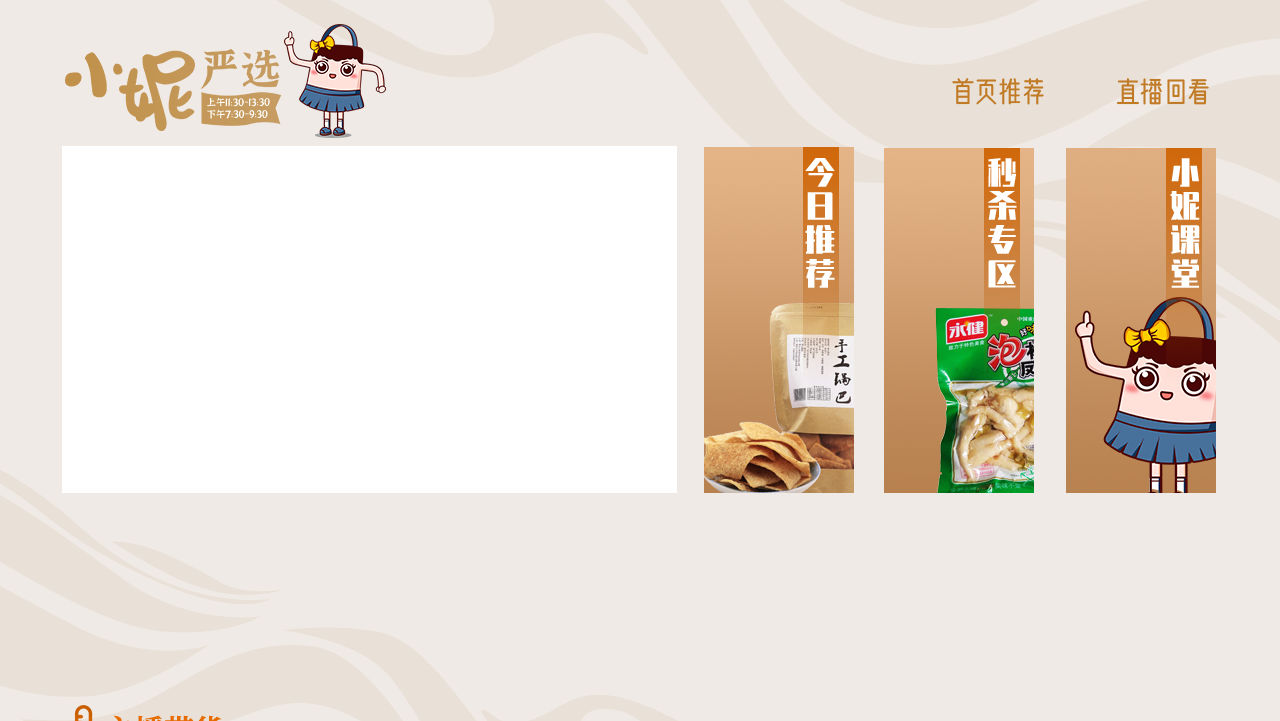 小妮严选
上午11:30-13:30
下午7:30-9:30
首页推荐
直播回看
今日推荐
秒杀专区
小妮课堂
手工锅巴
永健
泡